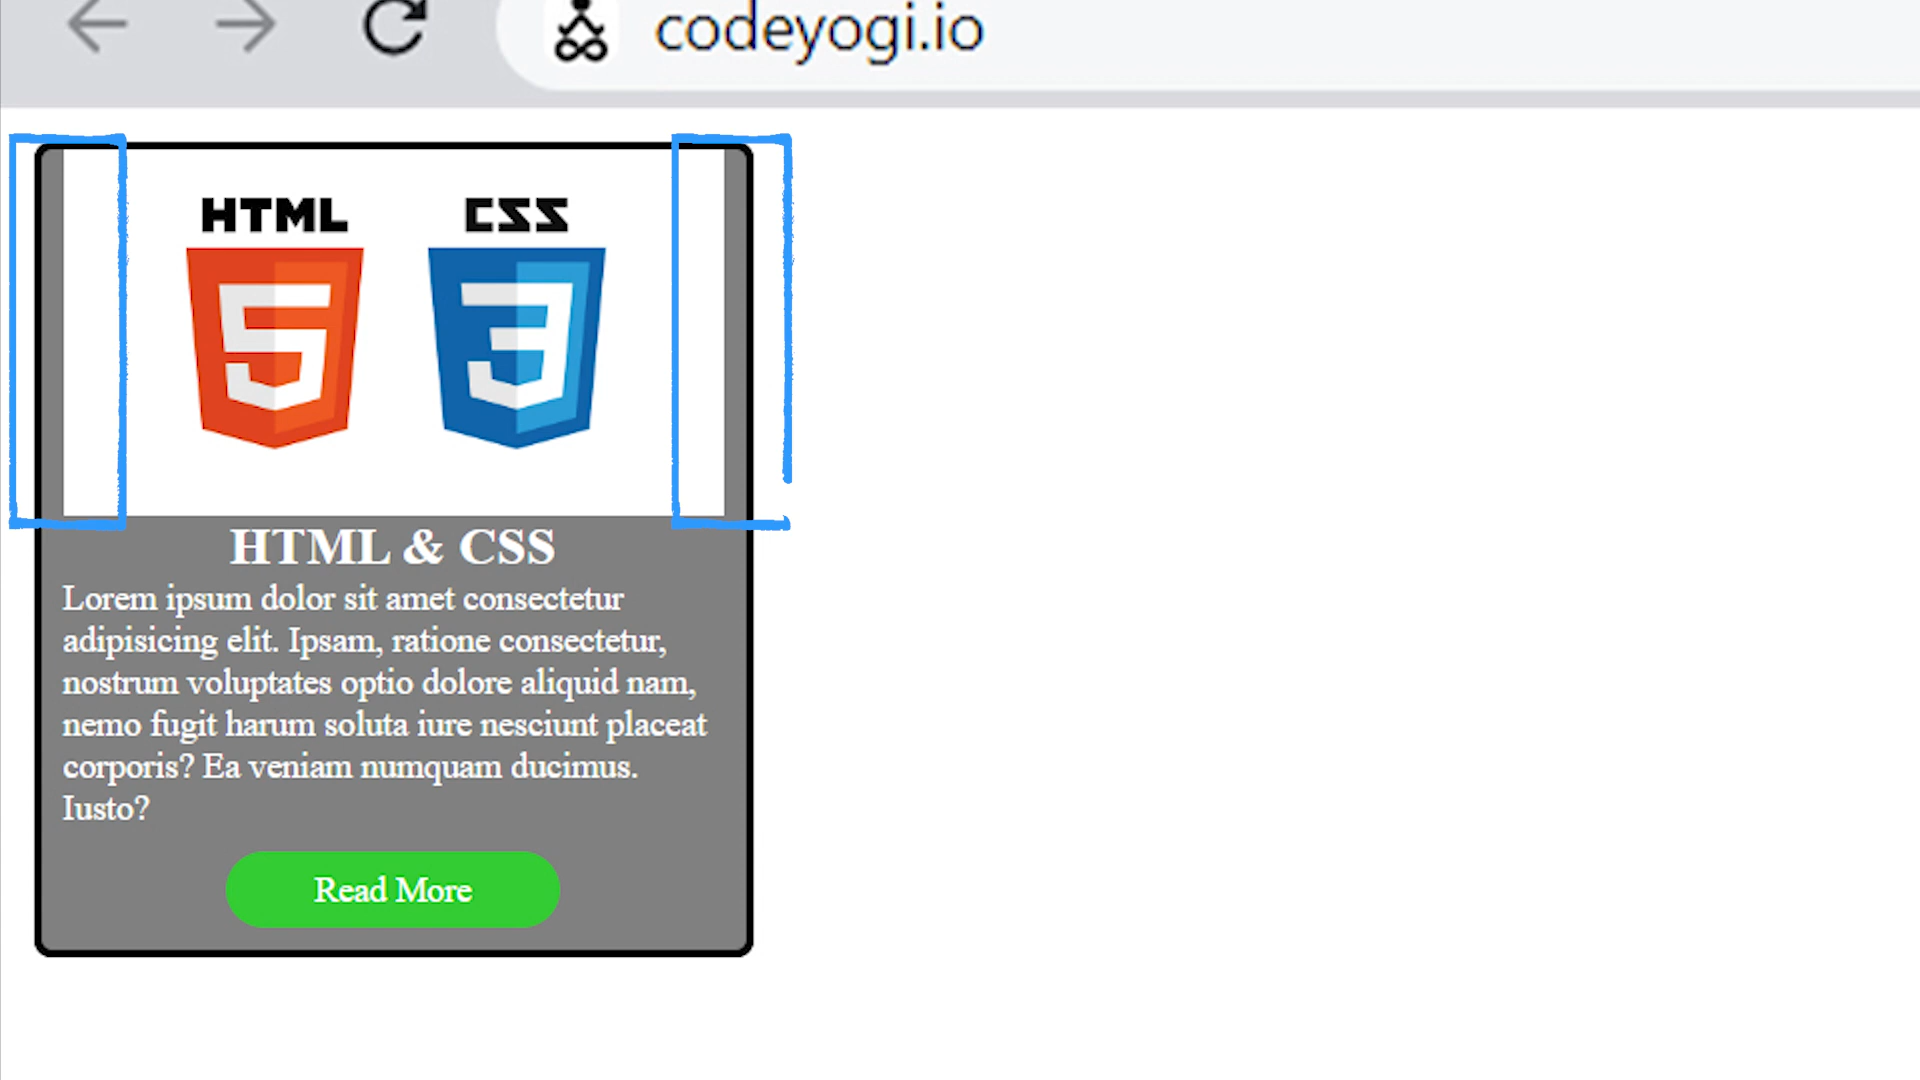 codeyogi.io
HTML CSS
HTML & CSS
Lorem ipsum dolor sit amet consectetur
adipisicing elit. Ipsam, ratione consectetur,
nostrum voluptates optio dolore aliquid nam,
nemo fugit harum soluta iure nesciunt placeat
corporis? Ea veniam numquam ducimus.
Iusto?
Read More